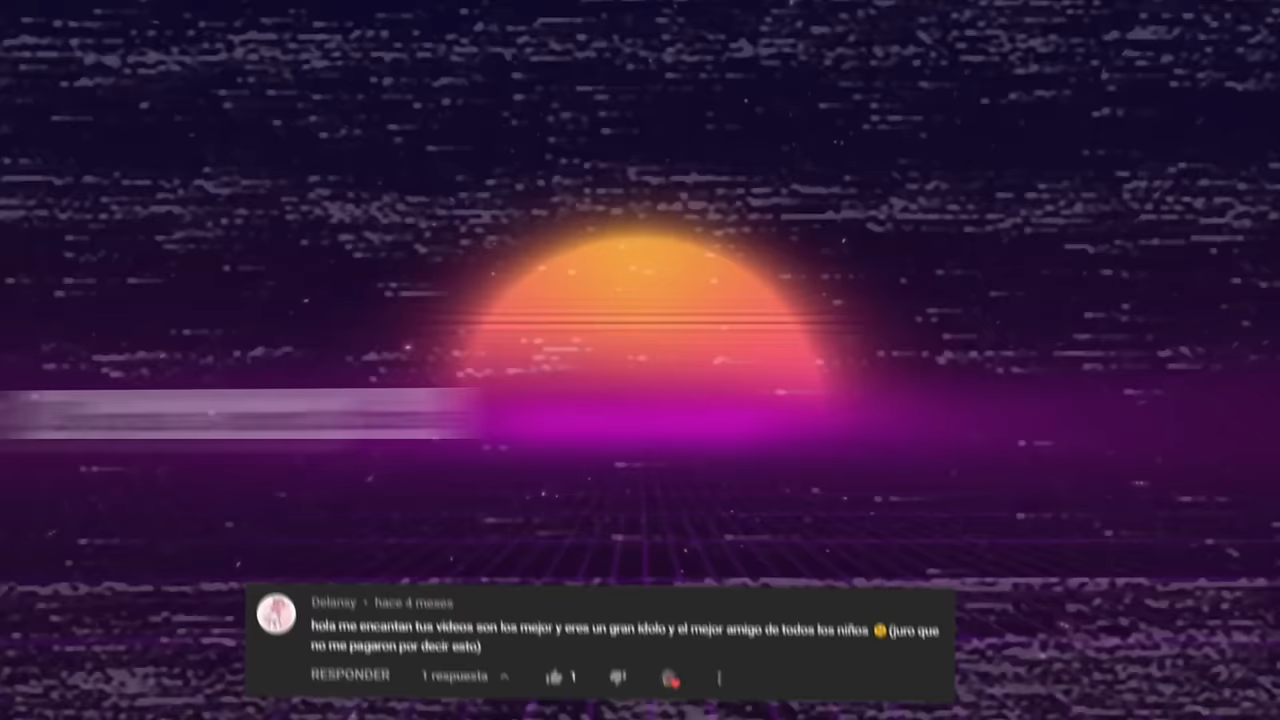 Delansy • hace 4 meses
hola me encantan tus videos son los mejor y eres un gran idolo y el mejor amigo de todos los niños 😊 (juro que
no me pagaron por decir esto)
RESPONDER 1 respuesta 1